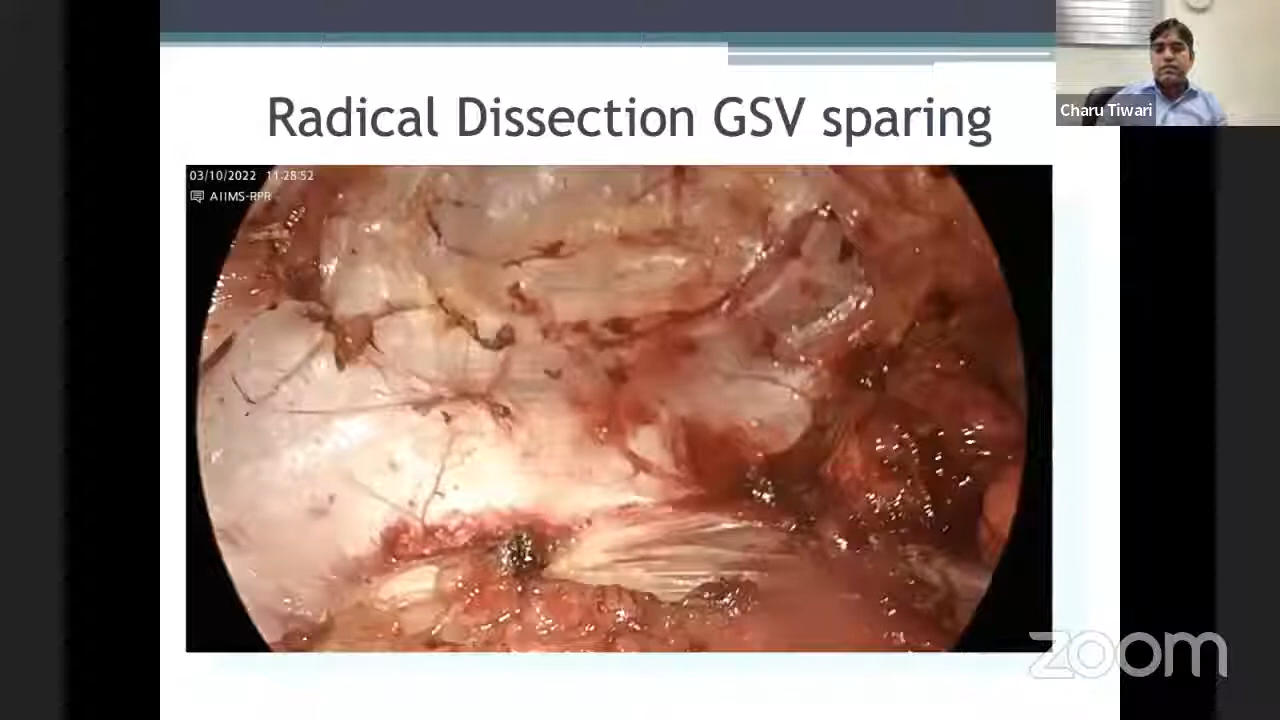 Radical Dissection GSV sparing
Charu Tiwari
03/10/2022 11:28:52
AIIMS-RPR
zoom